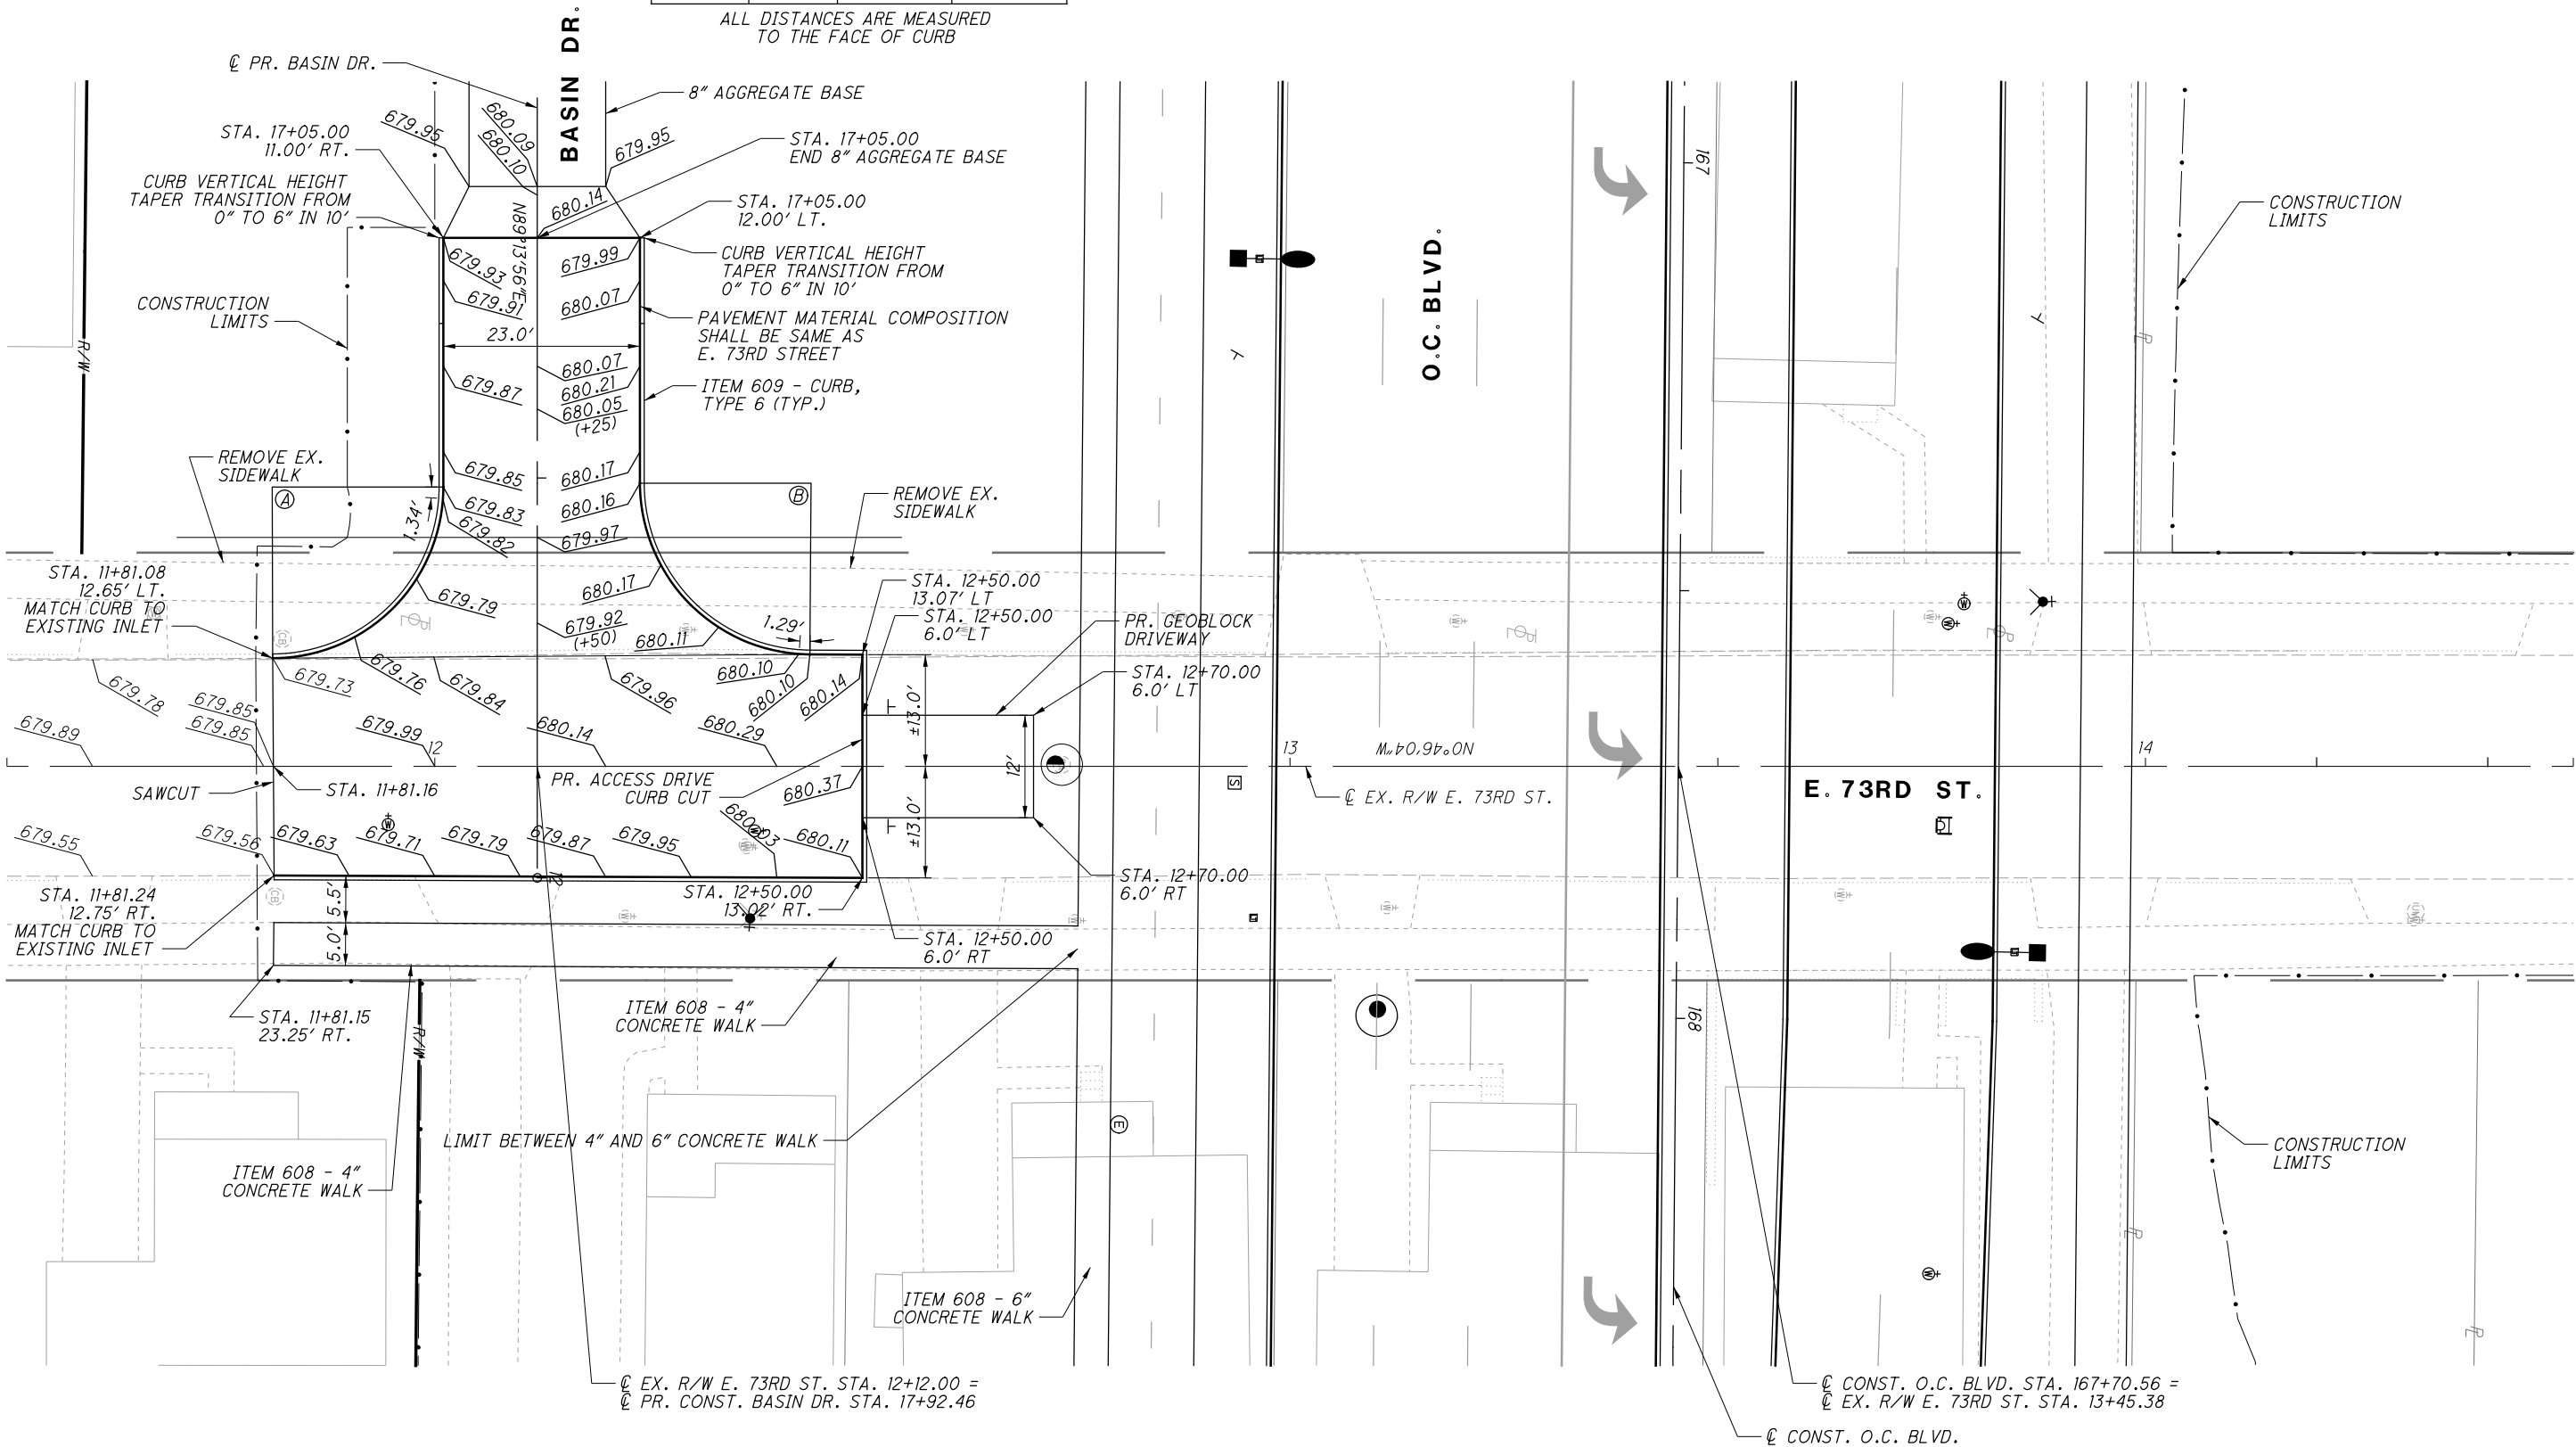 ALL DISTANCES ARE MEASURED
TO THE FACE OF CURB
BASIN DR.
℄ PR. BASIN DR.
8" AGGREGATE BASE
679.95
680.09
680.10
679.95
STA. 17+05.00
11.00' RT.
STA. 17+05.00
END 8" AGGREGATE BASE
CURB VERTICAL HEIGHT
TAPER TRANSITION FROM
0" TO 6" IN 10'
N89°13'56"E
680.14
STA. 17+05.00
12.00' LT.
CURB VERTICAL HEIGHT
TAPER TRANSITION FROM
0" TO 6" IN 10'
679.93
679.99
679.91
680.07
CONSTRUCTION
LIMITS
23.0'
PAVEMENT MATERIAL COMPOSITION
SHALL BE SAME AS
E. 73RD STREET
R/W
679.87
680.07
680.21
680.05
(+25)
ITEM 609 - CURB,
TYPE 6 (TYP.)
O.C. BLVD.
167
CONSTRUCTION
LIMITS
PL
REMOVE EX.
SIDEWALK
A
B
679.85
680.17
679.83
680.16
1.34'
679.82
679.97
REMOVE EX.
SIDEWALK
STA. 11+81.08
12.65' LT.
MATCH CURB TO
EXISTING INLET
679.79
680.17
679.92
(+50)
680.11
1.29'
STA. 12+50.00
13.07' LT
STA. 12+50.00
6.0' LT
PR. GEOBLOCK
DRIVEWAY
STA. 12+70.00
6.0' LT
679.73
679.76
679.84
679.96
680.10
680.10
680.14
679.78
679.85
679.85
679.89
679.99
12
680.14
680.29
±13.0'
12'
13
N0°46'04"W
14
SAWCUT
STA. 11+81.16
PR. ACCESS DRIVE
CURB CUT
680.37
S
℄ EX. R/W E. 73RD ST.
E. 73RD ST.
679.55
679.56
679.63
679.71
679.79
679.87
679.95
680.03
680.11
±13.0'
STA. 11+81.24
12.75' RT.
MATCH CURB TO
EXISTING INLET
5.5'
5.0'
STA. 12+50.00
13.02' RT.
STA. 12+70.00
6.0' RT
STA. 12+50.00
6.0' RT
STA. 11+81.15
23.25' RT.
ITEM 608 - 4"
CONCRETE WALK
168
R/W
E
LIMIT BETWEEN 4" AND 6" CONCRETE WALK
ITEM 608 - 4"
CONCRETE WALK
CONSTRUCTION
LIMITS
PL
PL
ITEM 608 - 6"
CONCRETE WALK
℄ EX. R/W E. 73RD ST. STA. 12+12.00 =
℄ PR. CONST. BASIN DR. STA. 17+92.46
℄ CONST. O.C. BLVD. STA. 167+70.56 =
℄ EX. R/W E. 73RD ST. STA. 13+45.38
℄ CONST. O.C. BLVD.